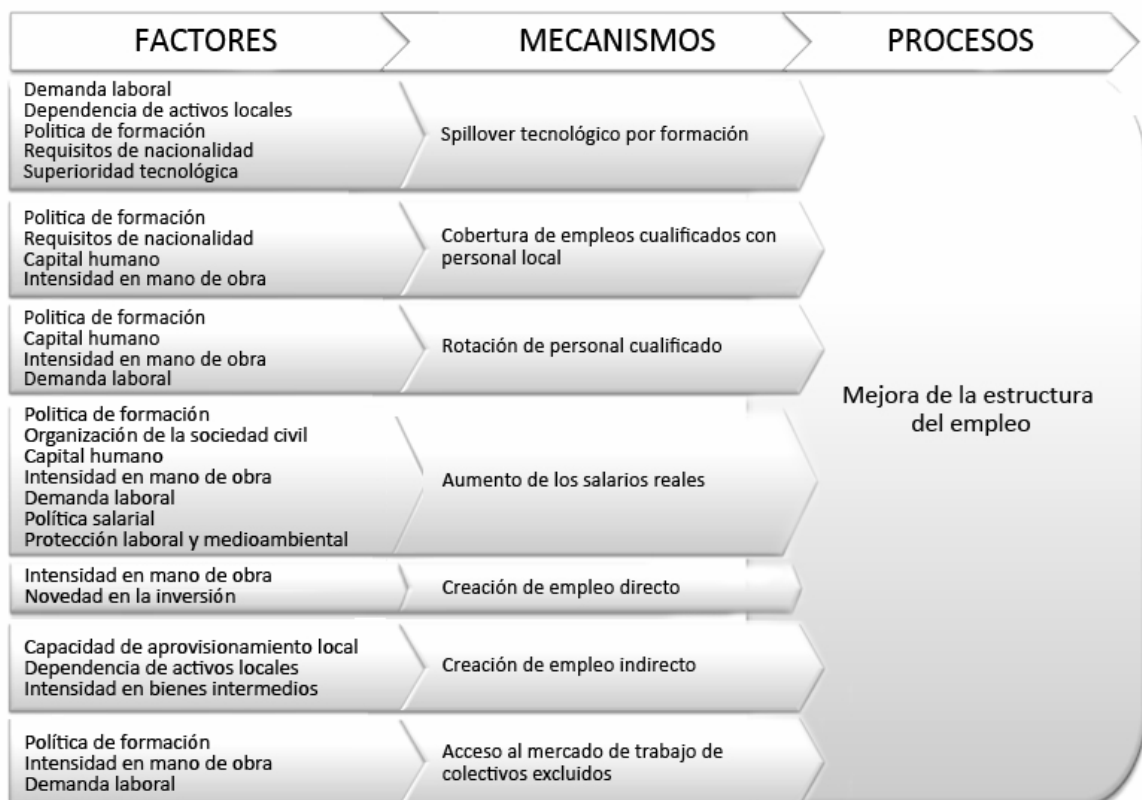 FACTORES
MECANISMOS
PROCESOS
Demanda laboral
Dependencia de activos locales
Politica de formación
Requisitos de nacionalidad
Superioridad tecnológica
Spillover tecnológico por formación
Politica de formación
Requisitos de nacionalidad
Capital humano
Intensidad en mano de obra
Cobertura de empleos cualificados con
personal local
Politica de formación
Capital humano
Intensidad en mano de obra
Demanda laboral
Rotación de personal cualificado
Politica de formación
Organización de la sociedad civil
Capital humano
Intensidad en mano de obra
Demanda laboral
Política salarial
Protección laboral y medioambiental
Aumento de los salarios reales
Intensidad en mano de obra
Novedad en la inversión
Creación de empleo directo
Capacidad de aprovisionamiento local
Dependencia de activos locales
Intensidad en bienes intermedios
Creación de empleo indirecto
Política de formación
Intensidad en mano de obra
Demanda laboral
Acceso al mercado de trabajo de
colectivos excluidos
Mejora de la estructura
del empleo